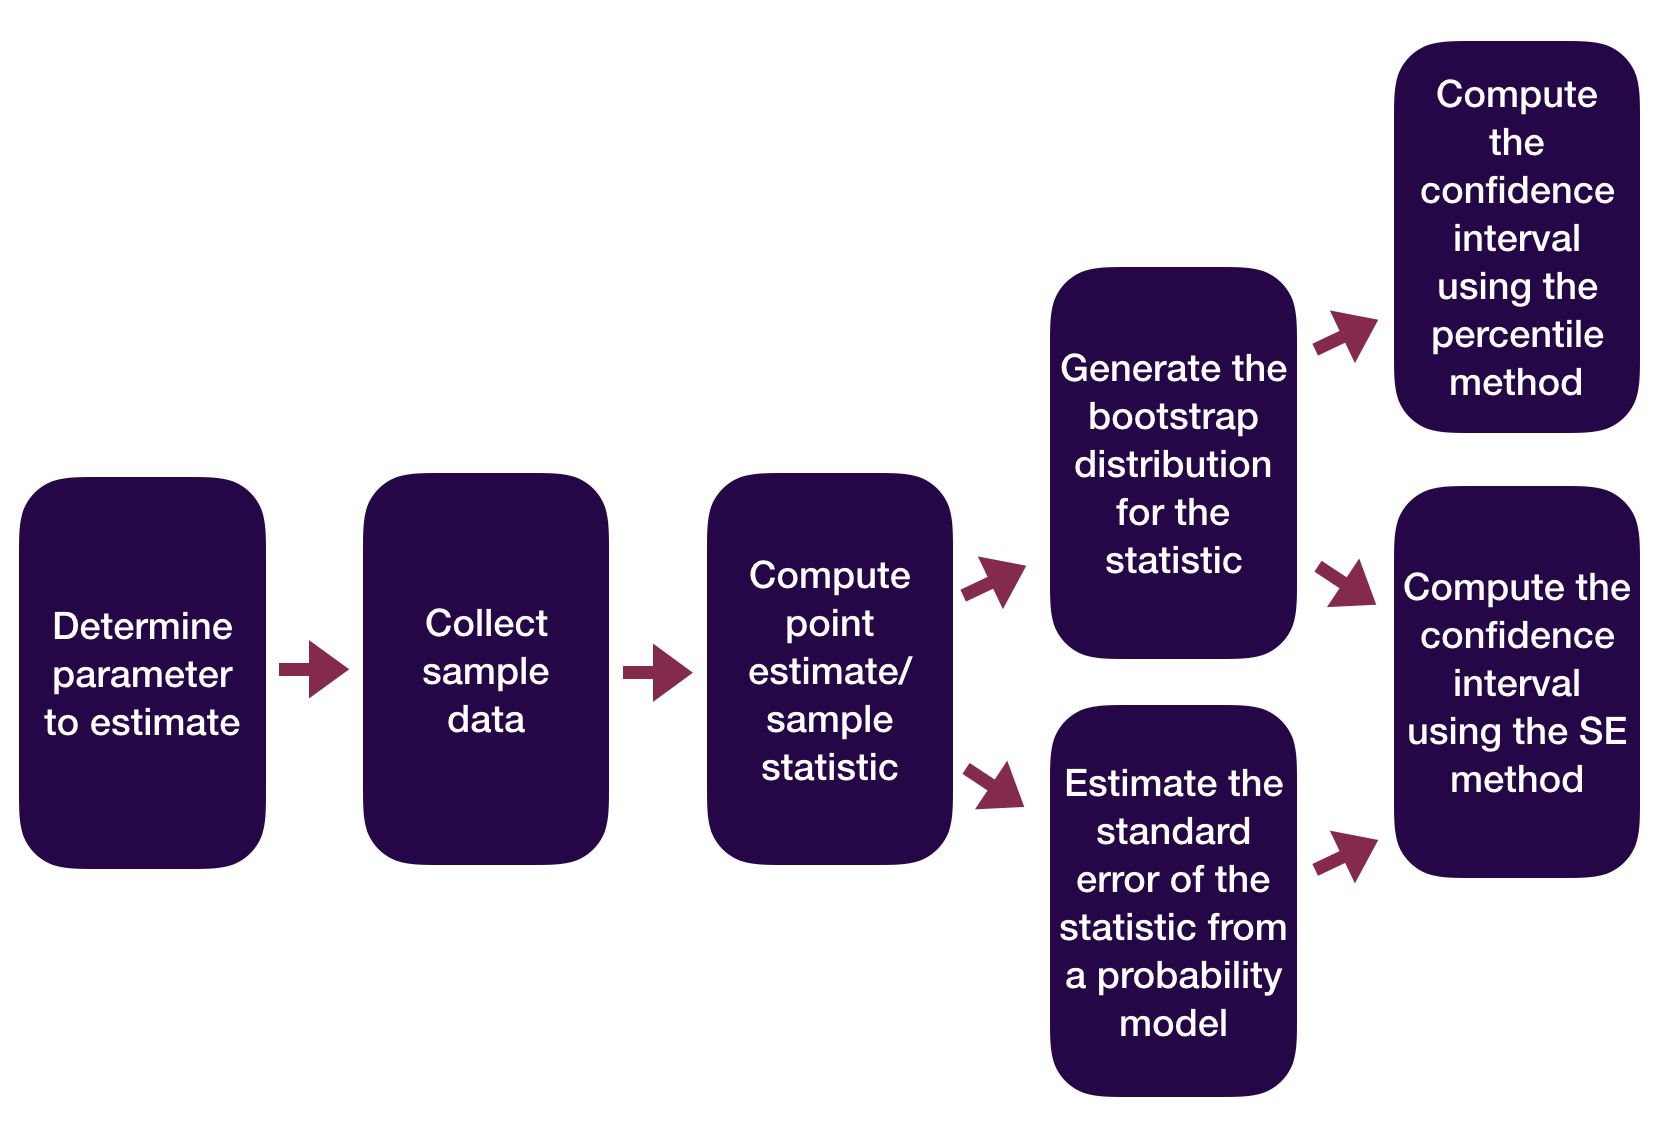 Determine
parameter
to estimate
Collect
sample
data
Compute
point
estimate/
sample
statistic
Generate the
bootstrap
distribution
for the
statistic
Estimate the
standard
error of the
statistic from
a probability
model
Compute
the
confidence
interval
using the
percentile
method
Compute the
confidence
interval
using the SE
method